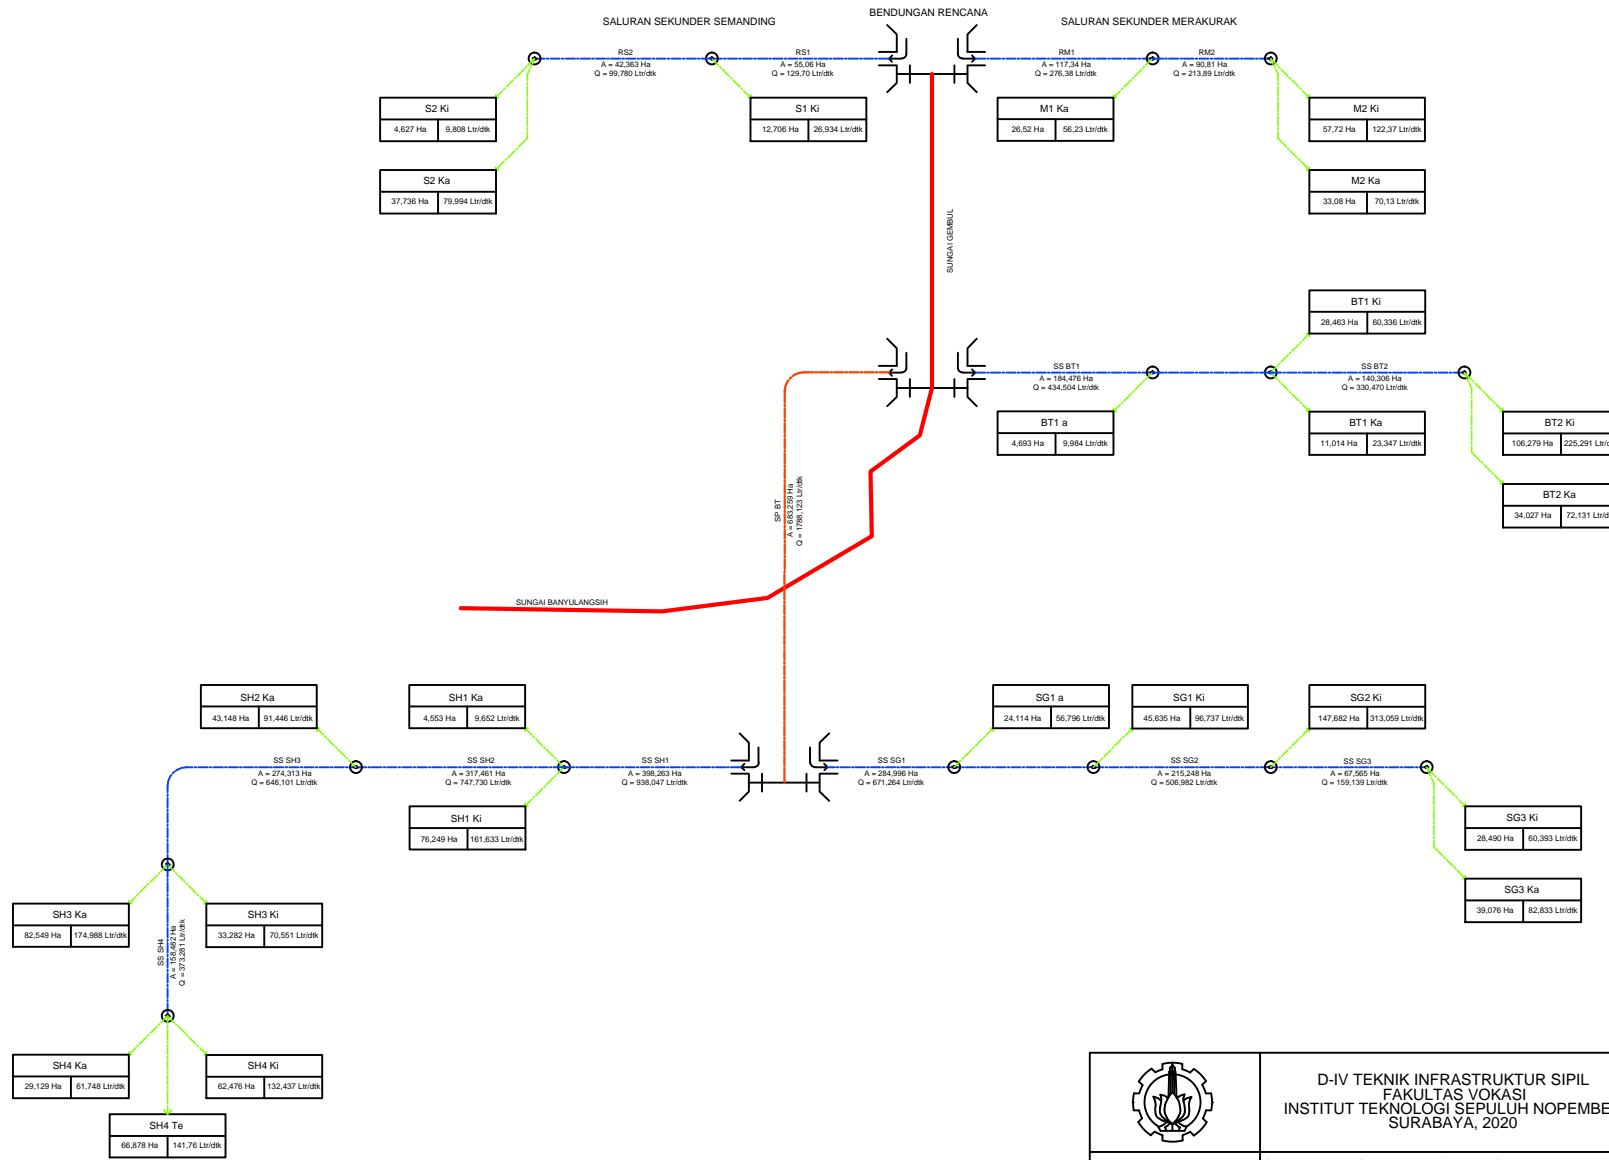 BENDUNGAN RENCANA
SALURAN SEKUNDER SEMANDING
SALURAN SEKUNDER MERAKURAK
RS2
A = 42,363 Ha
Q = 99,780 Ltr/dtk
RS1
A = 55,06 Ha
Q = 129,70 Ltr/dtk
RM1
A = 117,34 Ha
Q = 276,38 Ltr/dtk
RM2
A = 90,81 Ha
Q = 213,89 Ltr/dtk
S2 Ki
4,627 Ha 9,808 Ltr/dtk
S1 Ki
12,706 Ha 26,934 Ltr/dtk
M1 Ka
26,52 Ha 56,23 Ltr/dtk
M2 Ki
57,72 Ha 122,37 Ltr/dtk
S2 Ka
37,736 Ha 79,994 Ltr/dtk
M2 Ka
33,08 Ha 70,13 Ltr/dtk
SUNGAI GEMBUL
BT1 Ki
28,463 Ha 60,336 Ltr/dtk
SS BT1
A = 184,476 Ha
Q = 434,504 Ltr/dtk
SS BT2
A = 140,306 Ha
Q = 330,470 Ltr/dtk
BT1 a
4,693 Ha 9,984 Ltr/dtk
BT1 Ka
11,014 Ha 23,347 Ltr/dtk
BT2 Ki
106,279 Ha 225,291 Ltr/d
BT2 Ka
34,027 Ha 72,131 Ltr/d
SP BT
A = 683,259 Ha
Q = 1788,123 Ltr/dtk
SUNGAI BANYULANGSIH
SH2 Ka
43,148 Ha 91,446 Ltr/dtk
SH1 Ka
4,553 Ha 9,652 Ltr/dtk
SG1 a
24,114 Ha 56,796 Ltr/dtk
SG1 Ki
45,635 Ha 96,737 Ltr/dtk
SG2 Ki
147,682 Ha 313,059 Ltr/dtk
SS SH3
A = 274,313 Ha
Q = 646,101 Ltr/dtk
SS SH2
A = 317,461 Ha
Q = 747,730 Ltr/dtk
SS SH1
A = 398,263 Ha
Q = 938,047 Ltr/dtk
SS SG1
A = 284,996 Ha
Q = 671,264 Ltr/dtk
SS SG2
A = 215,248 Ha
Q = 506,982 Ltr/dtk
SS SG3
A = 67,565 Ha
Q = 159,139 Ltr/dtk
SH1 Ki
76,249 Ha 161,633 Ltr/dtk
SG3 Ki
28,490 Ha 60,393 Ltr/dtk
SG3 Ka
39,076 Ha 82,833 Ltr/dtk
SH3 Ka
82,549 Ha 174,988 Ltr/dtk
SH3 Ki
33,282 Ha 70,551 Ltr/dtk
SS SH4
A = 158,482 Ha
Q = 373,281 Ltr/dtk
SH4 Ka
29,129 Ha 61,748 Ltr/dtk
SH4 Ki
62,476 Ha 132,437 Ltr/dtk
SH4 Te
66,878 Ha 141,76 Ltr/dtk
D-IV TEKNIK INFRASTRUKTUR SIPIL
FAKULTAS VOKASI
INSTITUT TEKNOLOGI SEPULUH NOPEMBE
SURABAYA, 2020